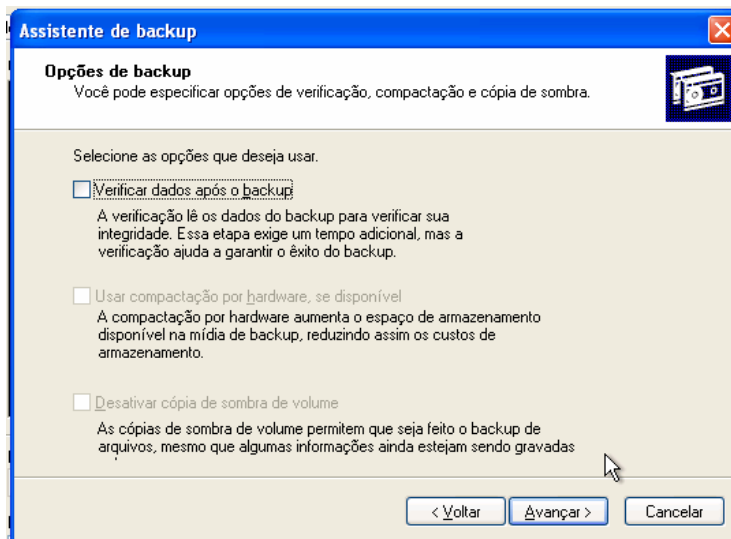 Assistente de backup
Opções de backup
Você pode especificar opções de verificação, compactação e cópia de sombra.
Selecione as opções que deseja usar.
Verificar dados após o backup
A verificação lê os dados do backup para verificar sua
integridade. Essa etapa exige um tempo adicional, mas a
verificação ajuda a garantir o êxito do backup.
Usar compactação por hardware, se disponível
A compactação por hardware aumenta o espaço de armazenamento
disponível na mídia de backup, reduzindo assim os custos de
armazenamento.
Desativar cópia de sombra de volume
As cópias de sombra de volume permitem que seja feito o backup de
arquivos, mesmo que algumas informações ainda estejam sendo gravadas
< Voltar
Avançar >
Cancelar